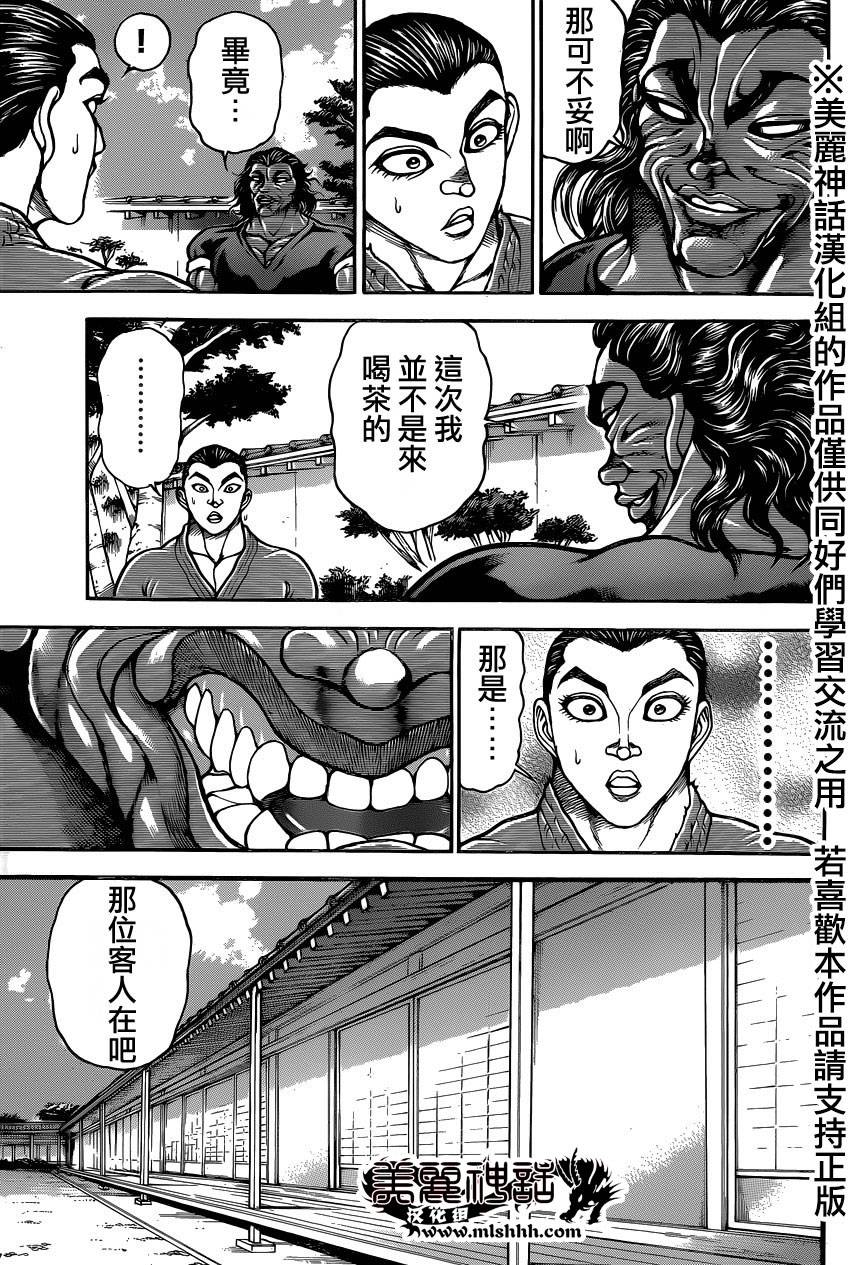 那可不妥啊
畢竟…
！
這次我
並不是來
喝茶的
…………
…………
那是……
那位客人在吧
※美麗神話漢化組的作品僅供同好們學習交流之用—若喜歡本作品請支持正版
美麗神話
汉化组
www.mlshhh.com